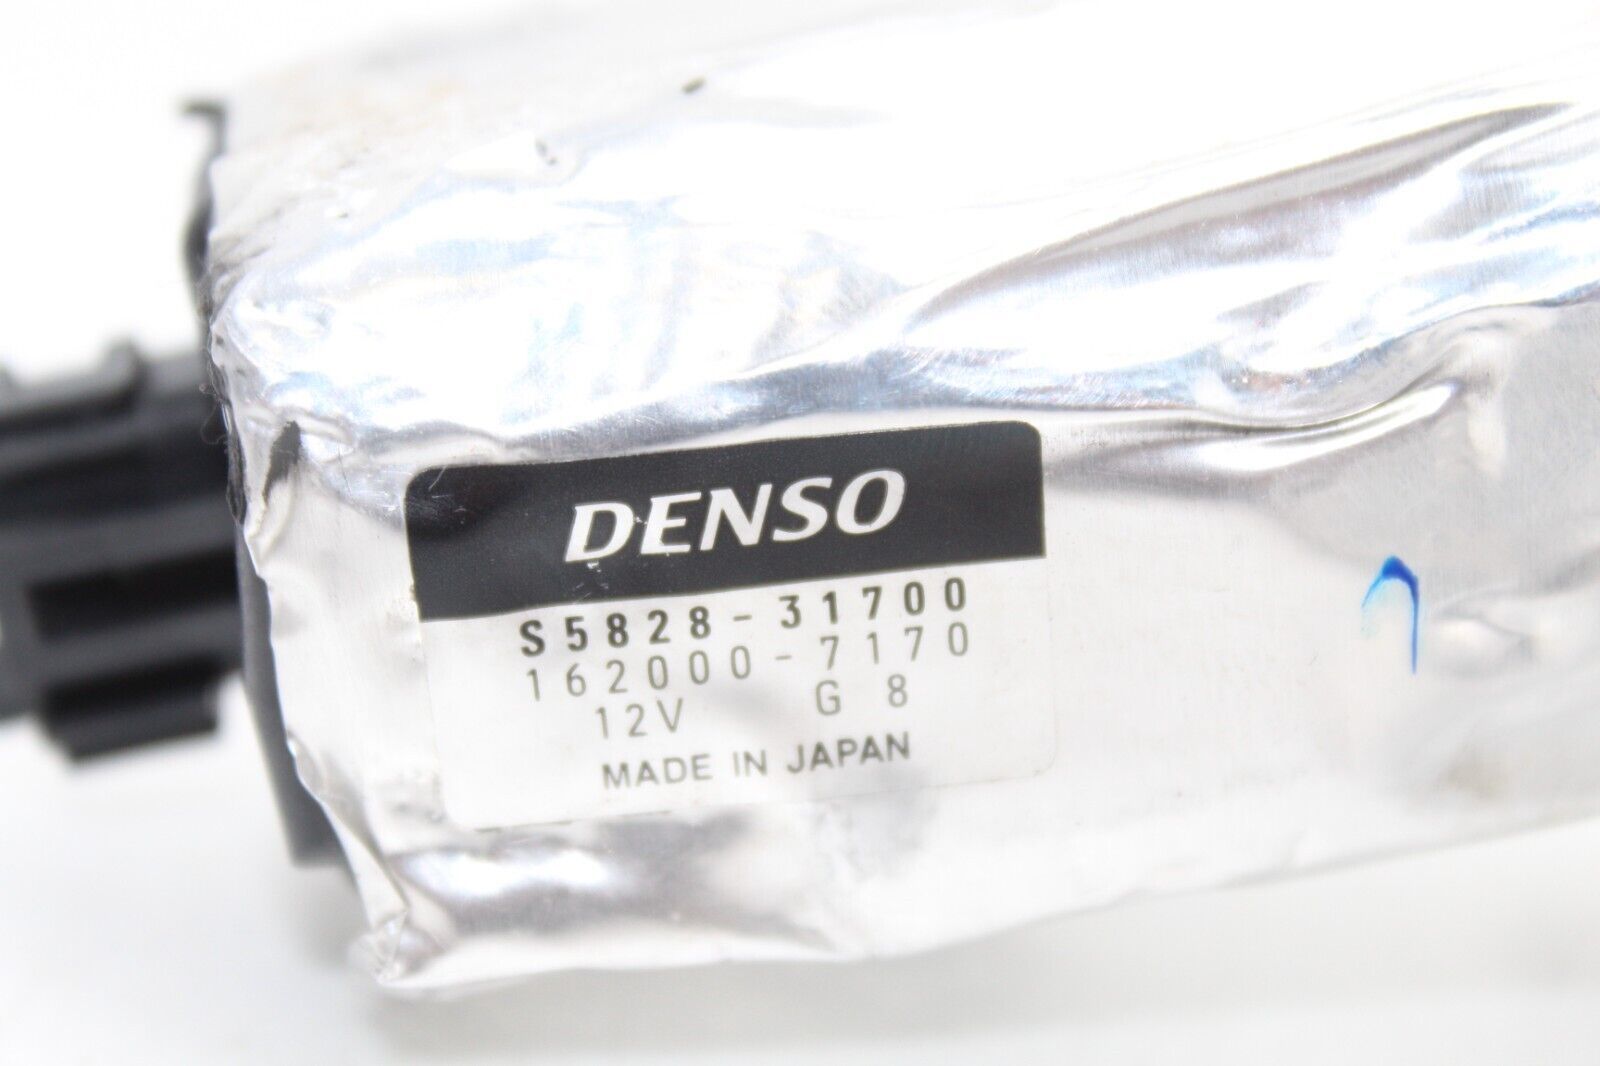 DENSO
S5828-31700
162000-7170
12V G 8
MADE IN JAPAN